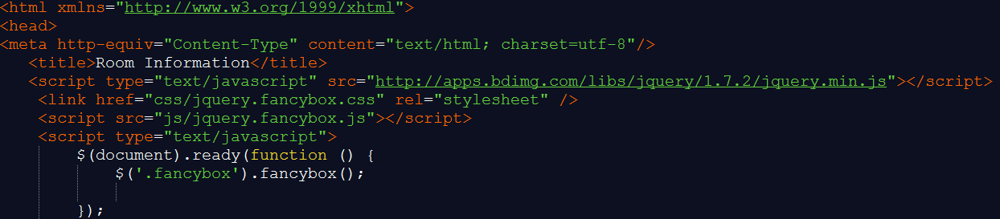 <html xmlns="http://www.w3.org/1999/xhtml">
<head>
<meta http-equiv="Content-Type" content="text/html; charset=utf-8"/>
<title>Room Information</title>
<script type="text/javascript" src="http://apps.bdimg.com/libs/jquery/1.7.2/jquery.min.js"></script>
<link href="css/jquery.fancybox.css" rel="stylesheet" />
<script src="js/jquery.fancybox.js"></script>
<script type="text/javascript">
$(document).ready(function () {
$('.fancybox').fancybox();
});